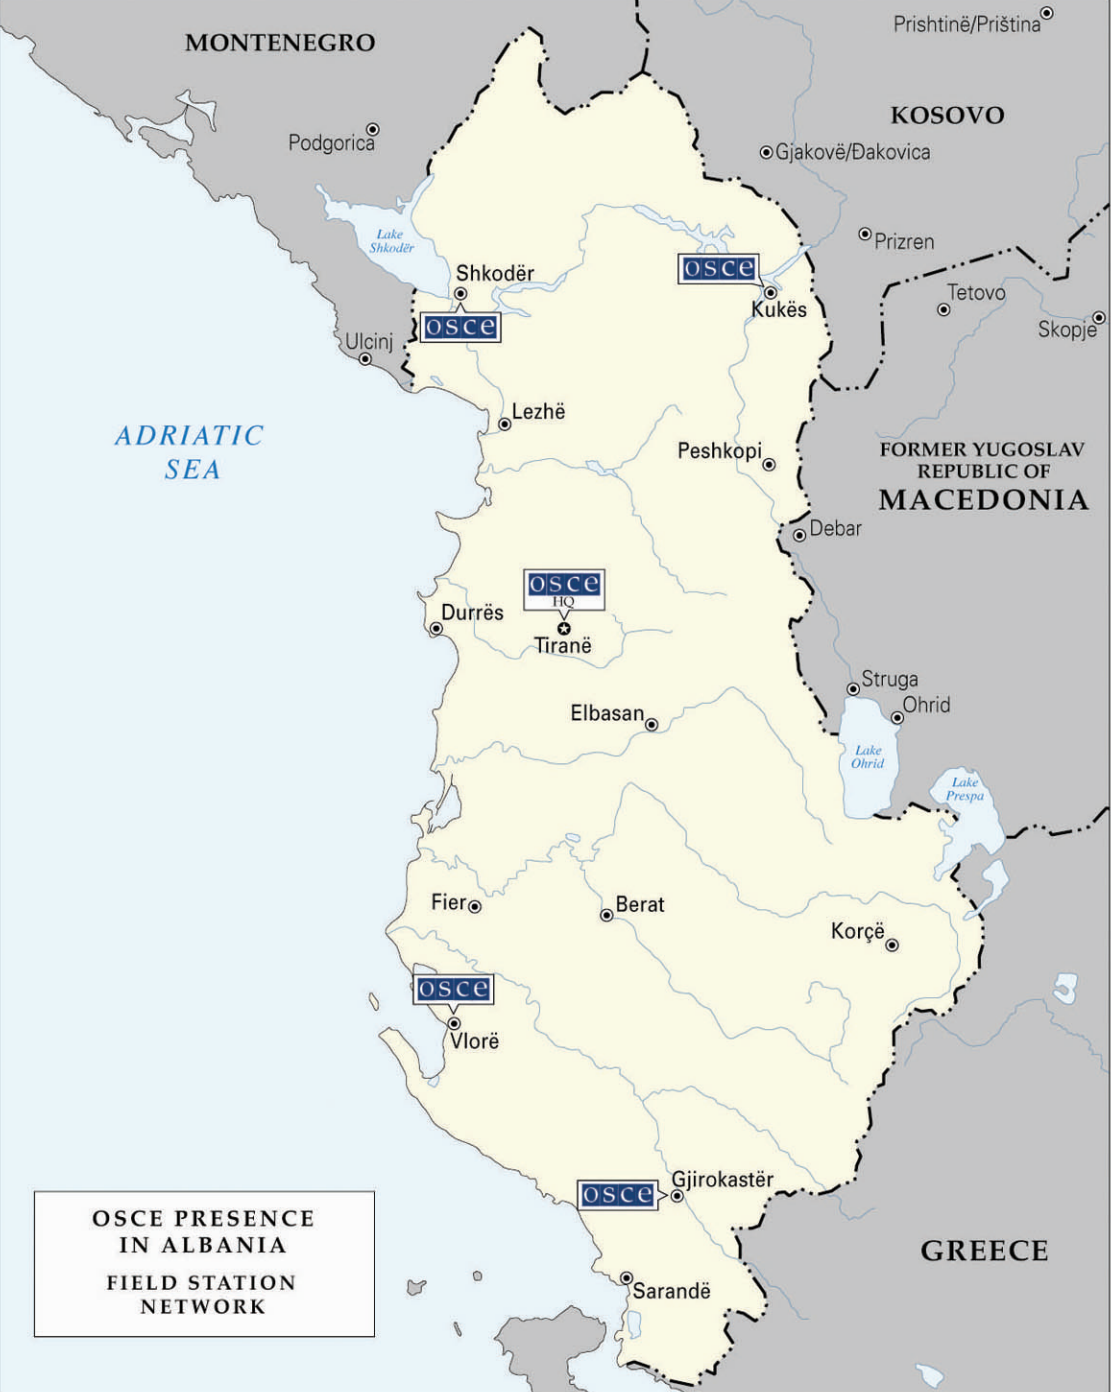 Prishtinë/Priština
MONTENEGRO
KOSOVO
Podgorica
Gjakovë/Đakovica
Lake
Shkodër
Prizren
Shkodër
osce
osce
Kukës
Tetovo
Skopje
Ulcinj
Lezhë
ADRIATIC
SEA
Peshkopi
FORMER YUGOSLAV
REPUBLIC OF
MACEDONIA
Debar
osce
HQ
Durrës
Tiranë
Struga
Ohrid
Elbasan
Lake
Ohrid
Lake
Prespa
Fier
Berat
Korçë
osce
Vlorë
Gjirokastër
osce
OSCE PRESENCE
IN ALBANIA
FIELD STATION
NETWORK
GREECE
Sarandë